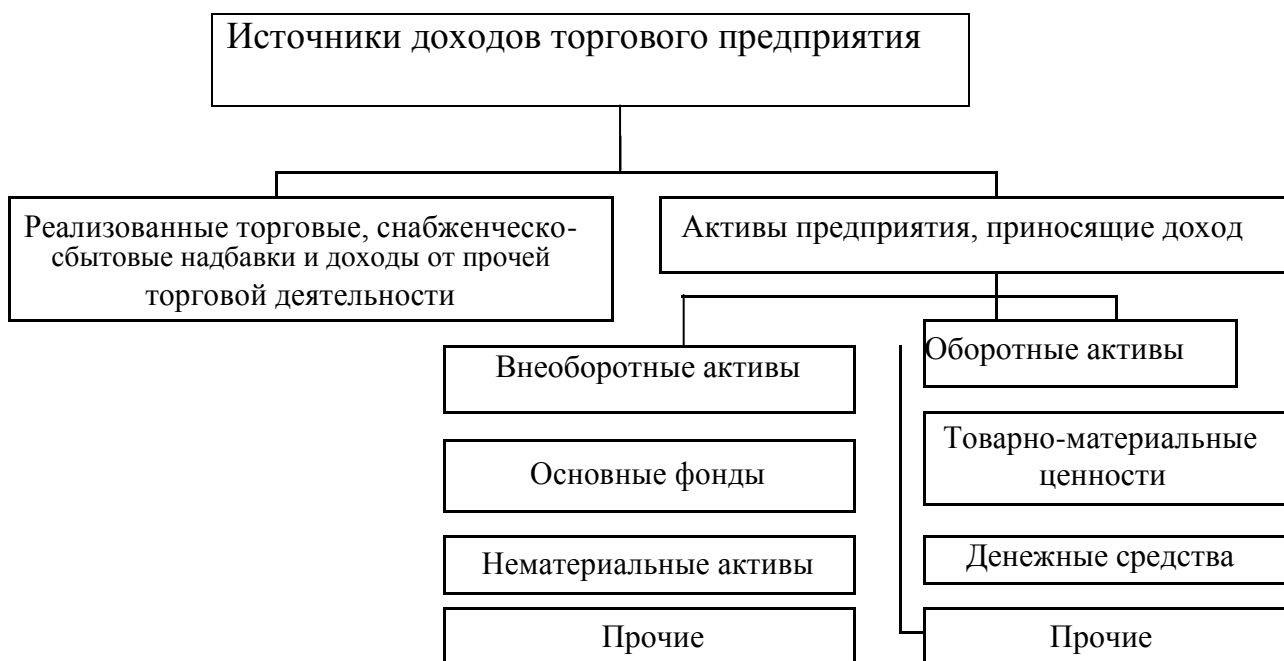 Источники доходов торгового предприятия
Реализованные торговые, снабженческо-
сбытовые надбавки и доходы от прочей
торговой деятельности
Активы предприятия, приносящие доход
Внеоборотные активы
Основные фонды
Нематериальные активы
Прочие
Оборотные активы
Товарно-материальные
ценности
Денежные средства
Прочие